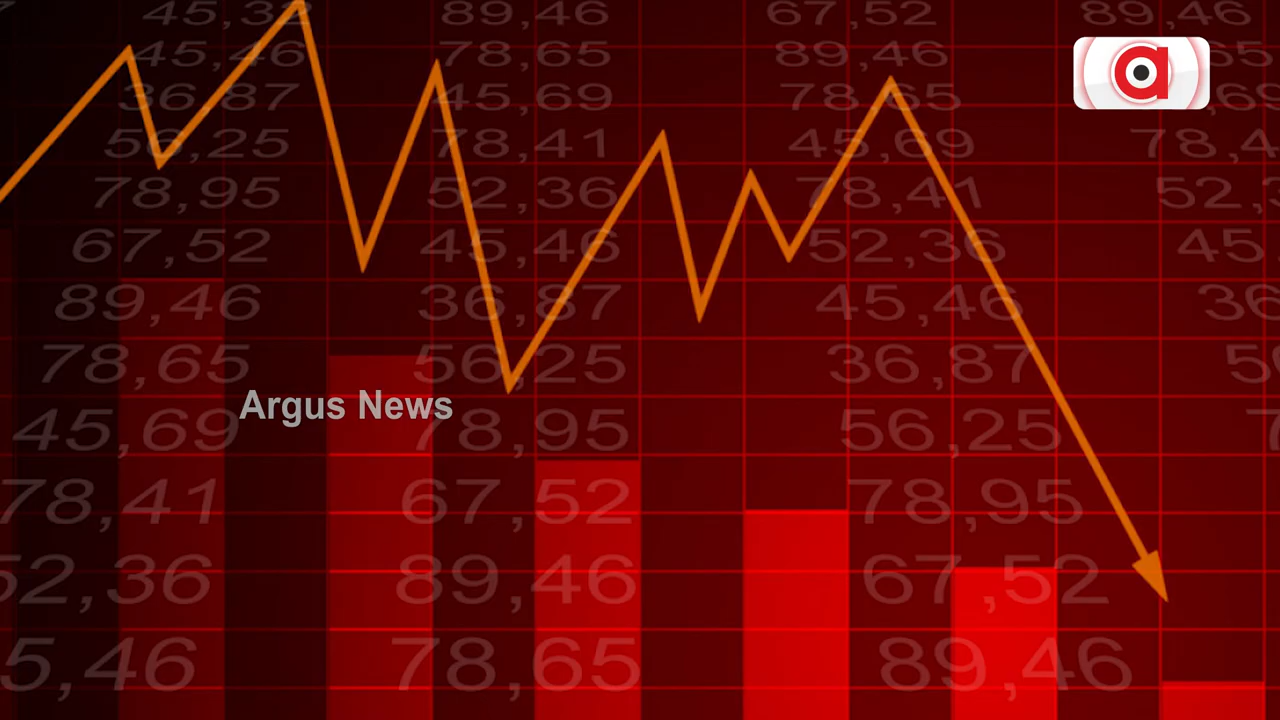 89,46 67,52 89,46
45,46 78,65 89,46 65
36,87 45,69 78,65 ,69
56,25 78,41 45,69 78,4
78,95 52,36 78,41 52,3
67,52 45,46 52,36 45
89,46 36,87 45,46 36
78,65 56,25 36,87
Argus News
45,69 78,95 56,25
78,41 67,52 78,95
52,36 89,46 67,52
5,46 78,65 89,46